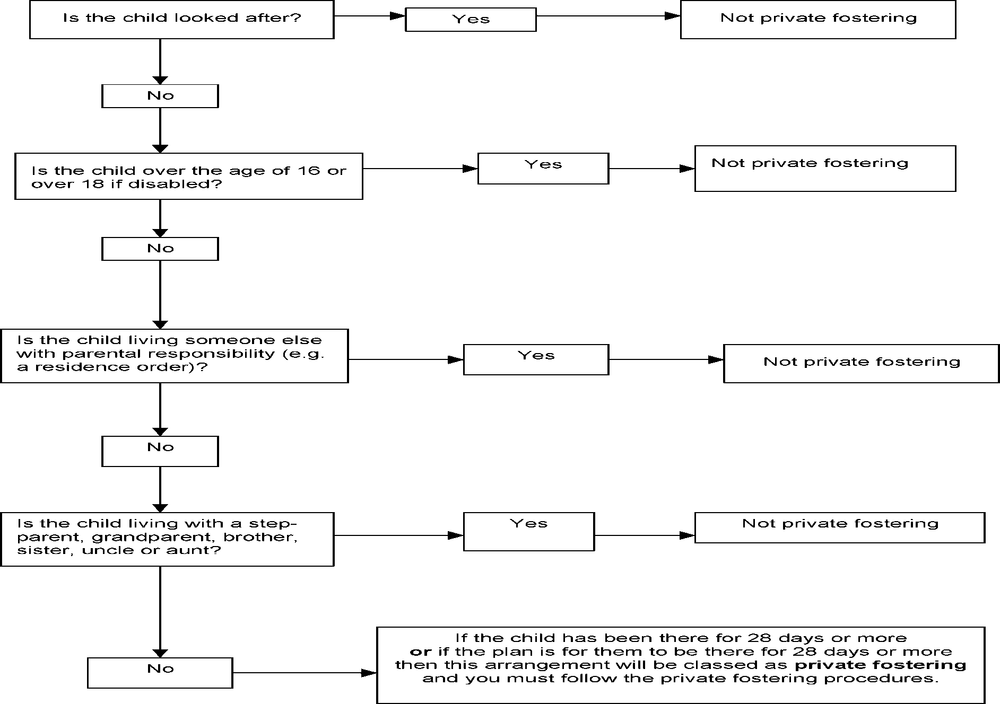 Is the child looked after?
Yes
Not private fostering
No
Is the child over the age of 16 or
over 18 if disabled?
Yes
Not private fostering
No
Is the child living someone else
with parental responsibility (e.g.
a residence order)?
Yes
Not private fostering
No
Is the child living with a step-
parent, grandparent, brother,
sister, uncle or aunt?
Yes
Not private fostering
No
If the child has been there for 28 days or more
or if the plan is for them to be there for 28 days or more
then this arrangement will be classed as private fostering
and you must follow the private fostering procedures.